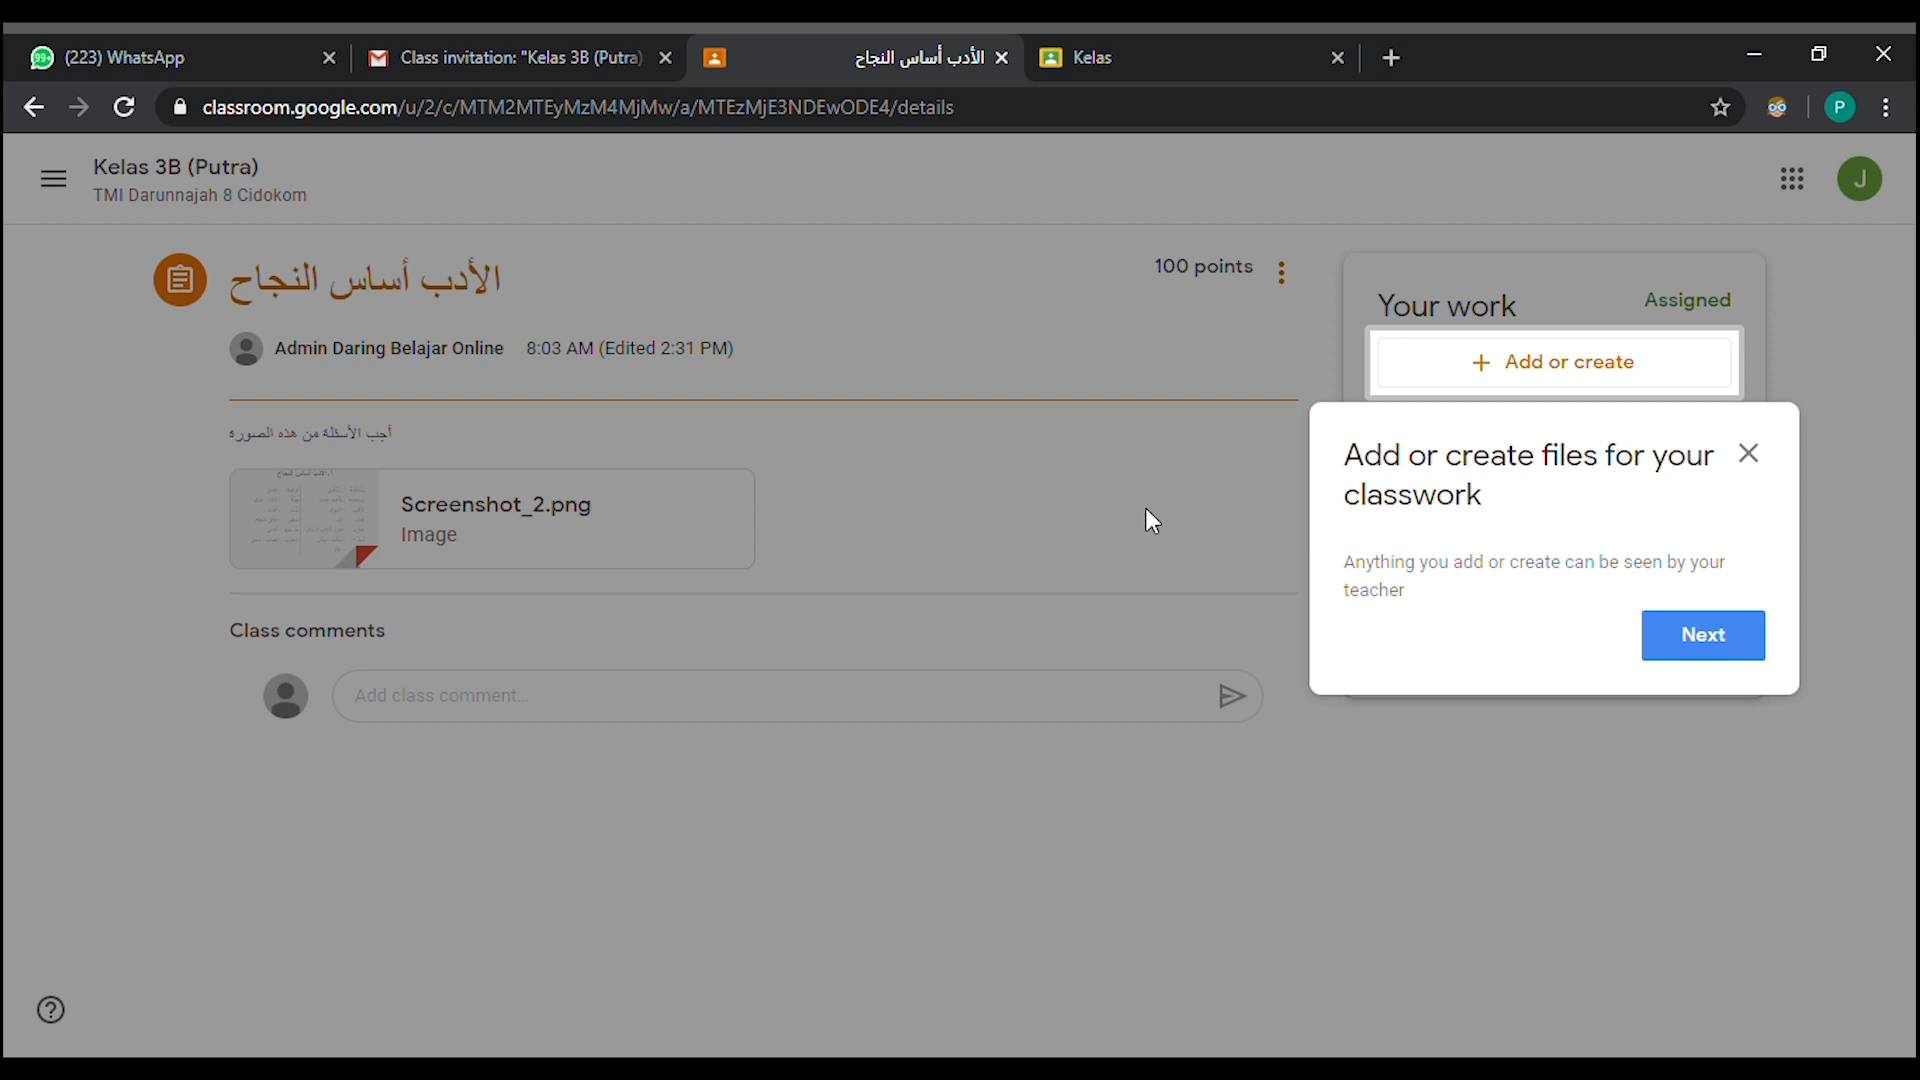 (223) WhatsApp
Class invitation: "Kelas 3B (Putra)
الأدب أساس النجاح
Kelas
classroom.google.com/u/2/c/MTM2MTEyMzM4MjMw/a/MTEzMjE3NDEwODE4/details
P
Kelas 3B (Putra)
TMI Darunnajah 8 Cidokom
J
الأدب أساس النجاح
100 points
Admin Daring Belajar Online 8:03 AM (Edited 2:31 PM)
أجب الأسئلة من هذه الصورة
Screenshot_2.png
Image
Class comments
Add class comment...
Your work
Assigned
+ Add or create
Add or create files for your
classwork
Anything you add or create can be seen by your
teacher
Next